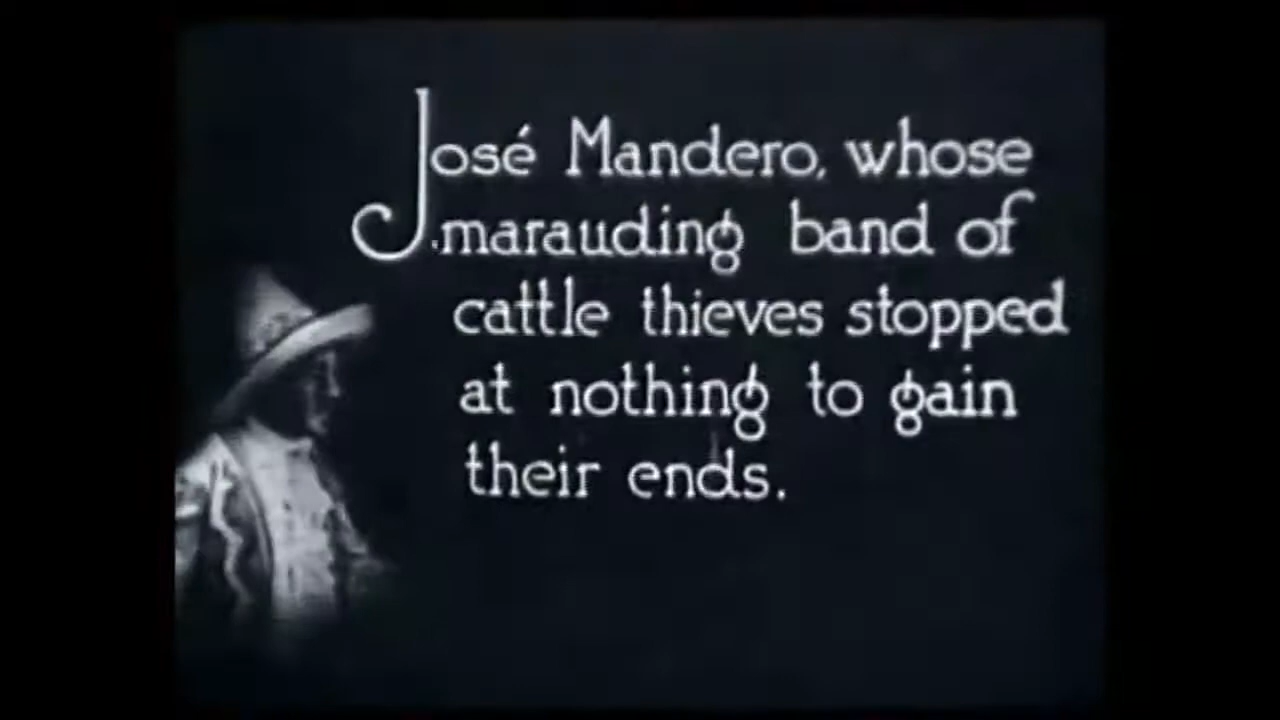 José Mandero, whose
marauding band of
cattle thieves stopped
at nothing to gain
their ends.